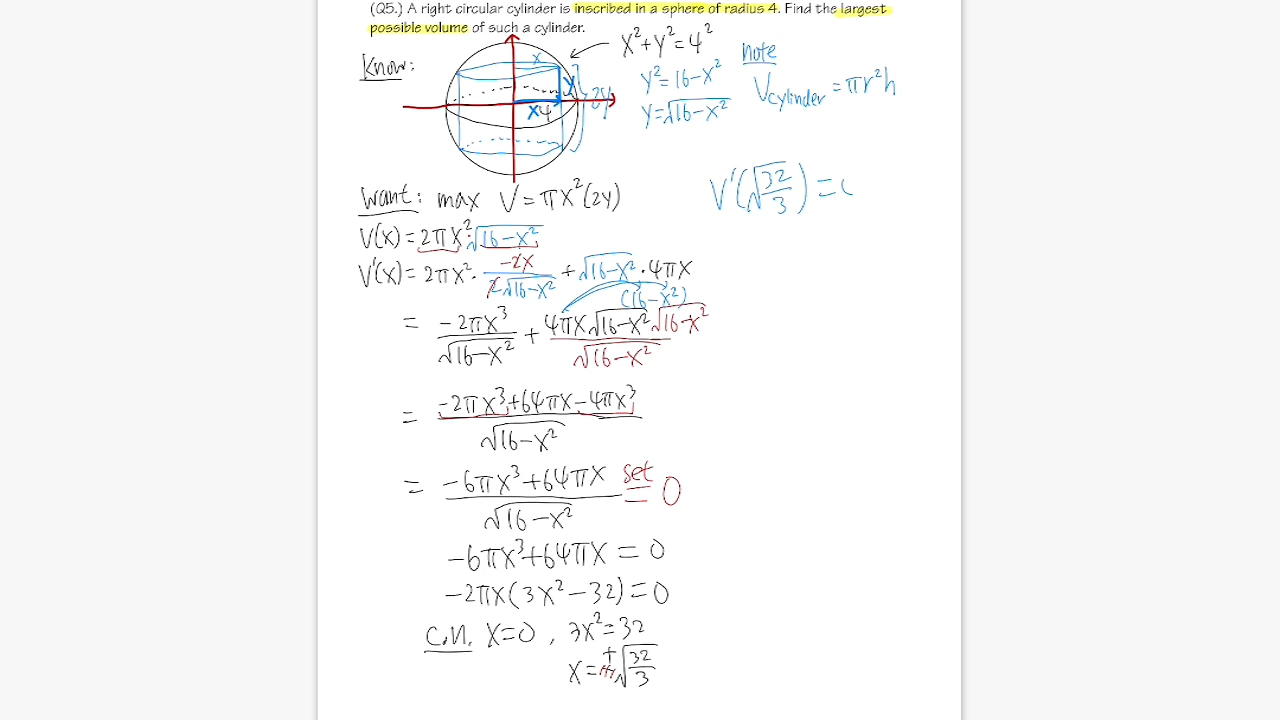 (Q5.) A right circular cylinder is inscribed in a sphere of radius 4. Find the largest
possible volume of such a cylinder.
Know:
x
y
2y
x
4
x²+y²=4²
y²=16-x²
y=√(16-x²)
note
V cylinder = πr²h
V'(√(32/3)) =
Want: max V = πx²(2y)
V(x) = 2πx²·√(16-x²)
V'(x) = 2πx² · (-2x)/(2√(16-x²)) + √(16-x²) · 4πx
(16-x²)
= (-2πx³)/√(16-x²) + (4πx√(16-x²)√(16-x²))/√(16-x²)
= (-2πx³+64πx-4πx³)/√(16-x²)
= (-6πx³+64πx)/√(16-x²) set = 0
-6πx³+64πx = 0
-2πx(3x²-32) = 0
C.N. x=0 , 3x²=32
x=+√(32/3)